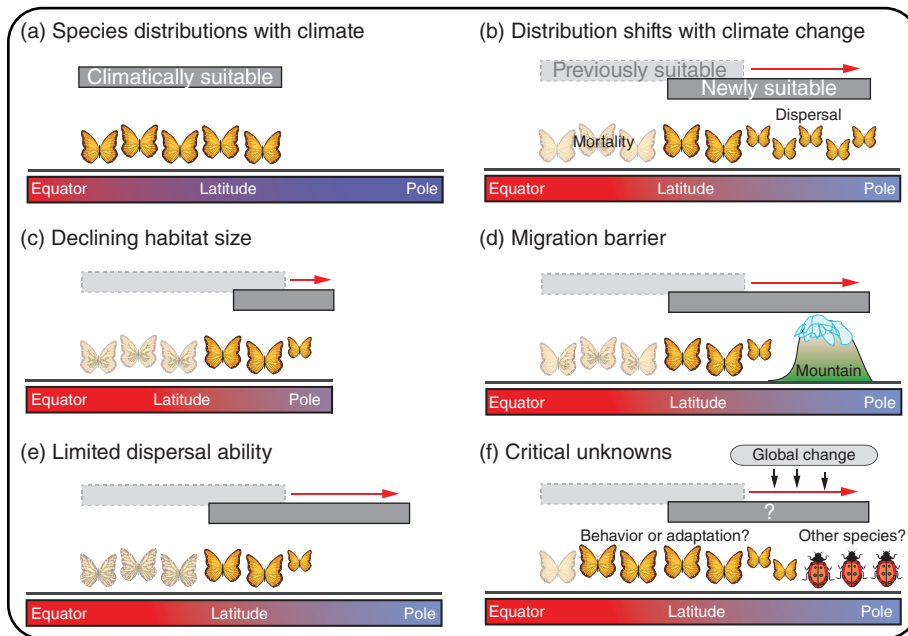 (a) Species distributions with climate
Climatically suitable
Equator Latitude Pole
(b) Distribution shifts with climate change
Previously suitable
Newly suitable
Dispersal
Mortality
Equator Latitude Pole
(c) Declining habitat size
Equator Latitude Pole
(d) Migration barrier
Mountain
Equator Latitude Pole
(e) Limited dispersal ability
Equator Latitude Pole
(f) Critical unknowns
Global change
?
Behavior or adaptation? Other species?
Equator Latitude Pole